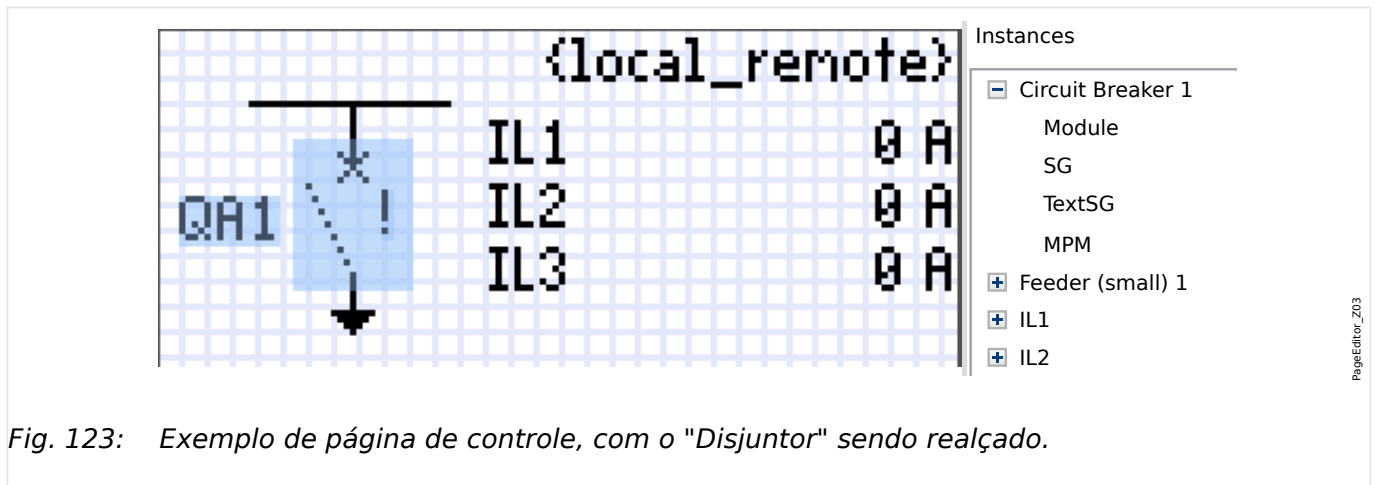 {local_remote}
IL1 0 A
IL2 0 A
IL3 0 A
QA1
!
Instances
Circuit Breaker 1
Module
SG
TextSG
MPM
Feeder (small) 1
IL1
IL2
PageEditor_Z03
Fig. 123: Exemplo de página de controle, com o "Disjuntor" sendo realçado.